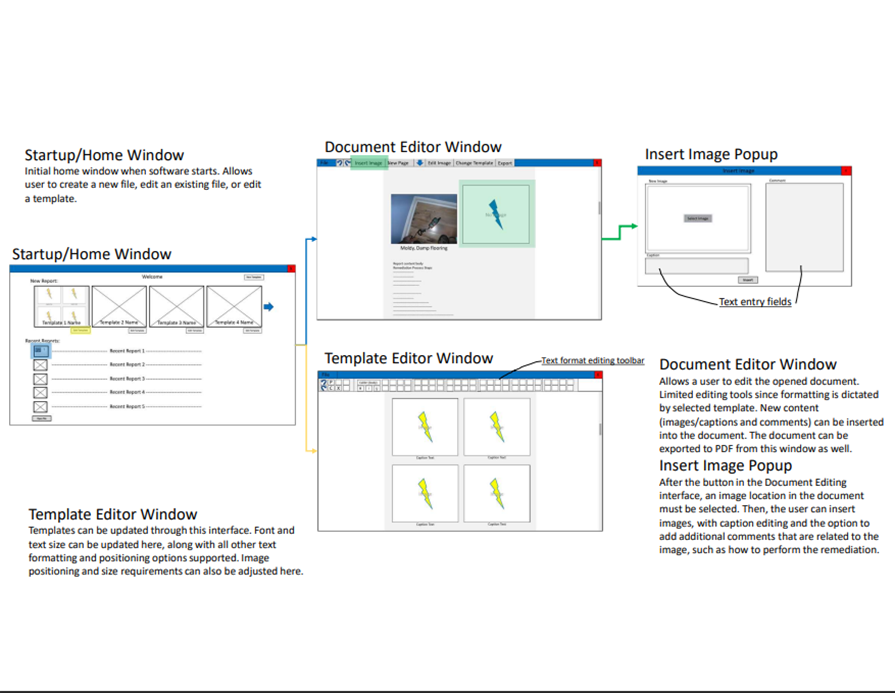 Startup/Home Window
Initial home window when software starts. Allows
user to create a new file, edit an existing file, or edit
a template.
Startup/Home Window
Welcome
New Report:
Template 1 Name
Template 2 Name
Template 3 Name
Template 4 Name
Recent Reports:
Recent Report 1
Recent Report 2
Recent Report 3
Recent Report 4
Recent Report 5
Template Editor Window
Templates can be updated through this interface. Font and
text size can be updated here, along with all other text
formatting and positioning options supported. Image
positioning and size requirements can also be adjusted here.
Document Editor Window
Insert Image New Page Edit Image Change Template Export
Moldy, Damp flooring
Report content body
Remediation Process Steps
Template Editor Window
Text format editing toolbar
Caption Text
Caption Text
Caption Text
Caption Text
Insert Image Popup
Insert Image
New Image
Comment
Select Image
Caption
Insert
Text entry fields
Document Editor Window
Allows a user to edit the opened document.
Limited editing tools since formatting is dictated
by selected template. New content
(images/captions and comments) can be inserted
into the document. The document can be
exported to PDF from this window as well.
Insert Image Popup
After the button in the Document Editing
interface, an image location in the document
must be selected. Then, the user can insert
images, with caption editing and the option to
add additional comments that are related to the
image, such as how to perform the remediation.